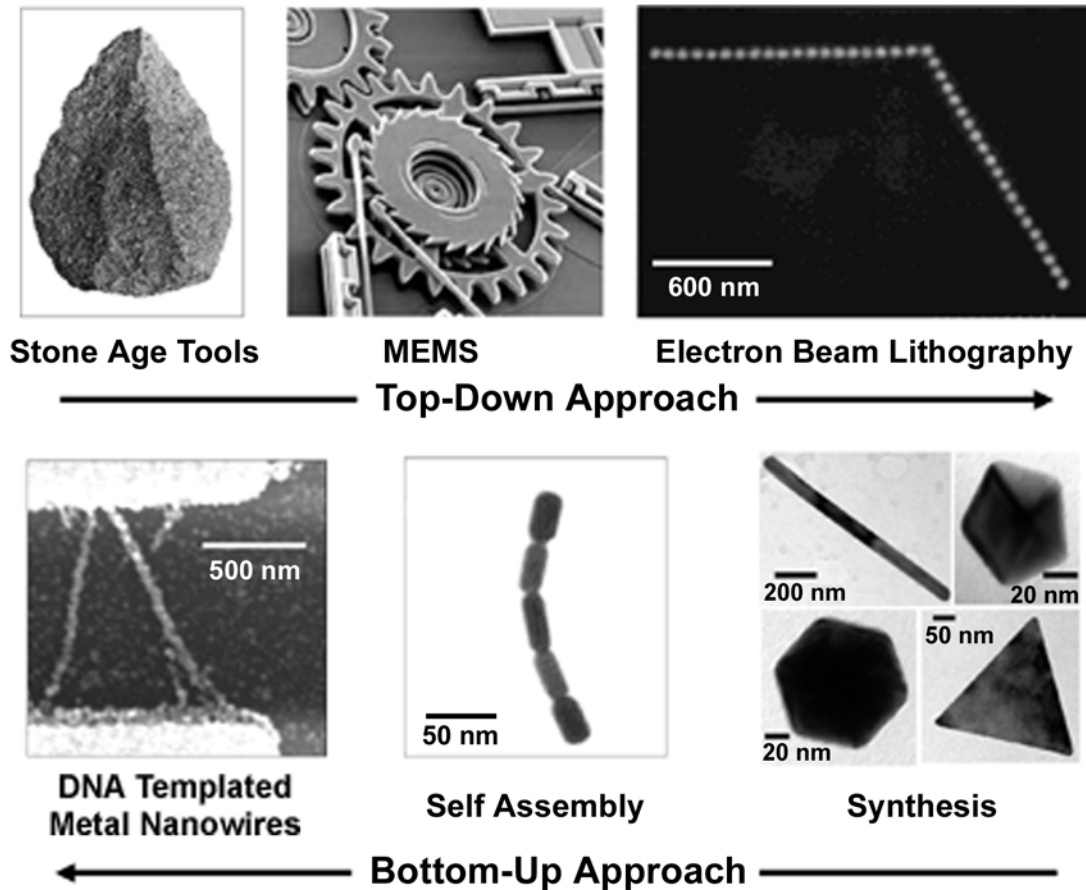 600 nm
Stone Age Tools
MEMS
Electron Beam Lithography
Top-Down Approach
500 nm
50 nm
200 nm
20 nm
20 nm
50 nm
DNA Templated
Metal Nanowires
Self Assembly
Synthesis
Bottom-Up Approach